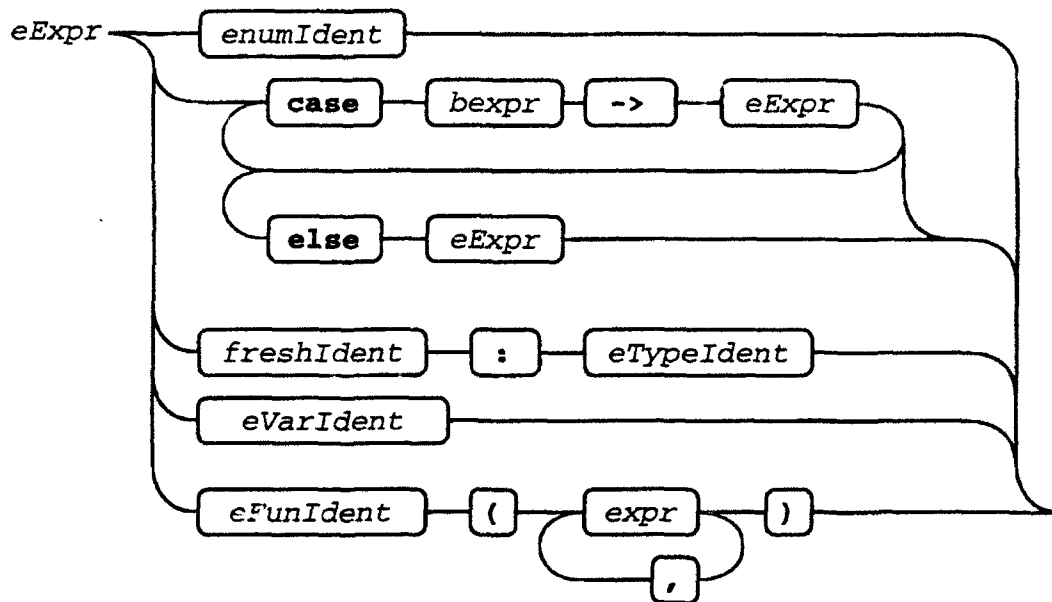 eExpr enumIdent
case bexpr -> eExpr
else eExpr
freshIdent : eTypeIdent
eVarIdent
eFunIdent ( expr )
,